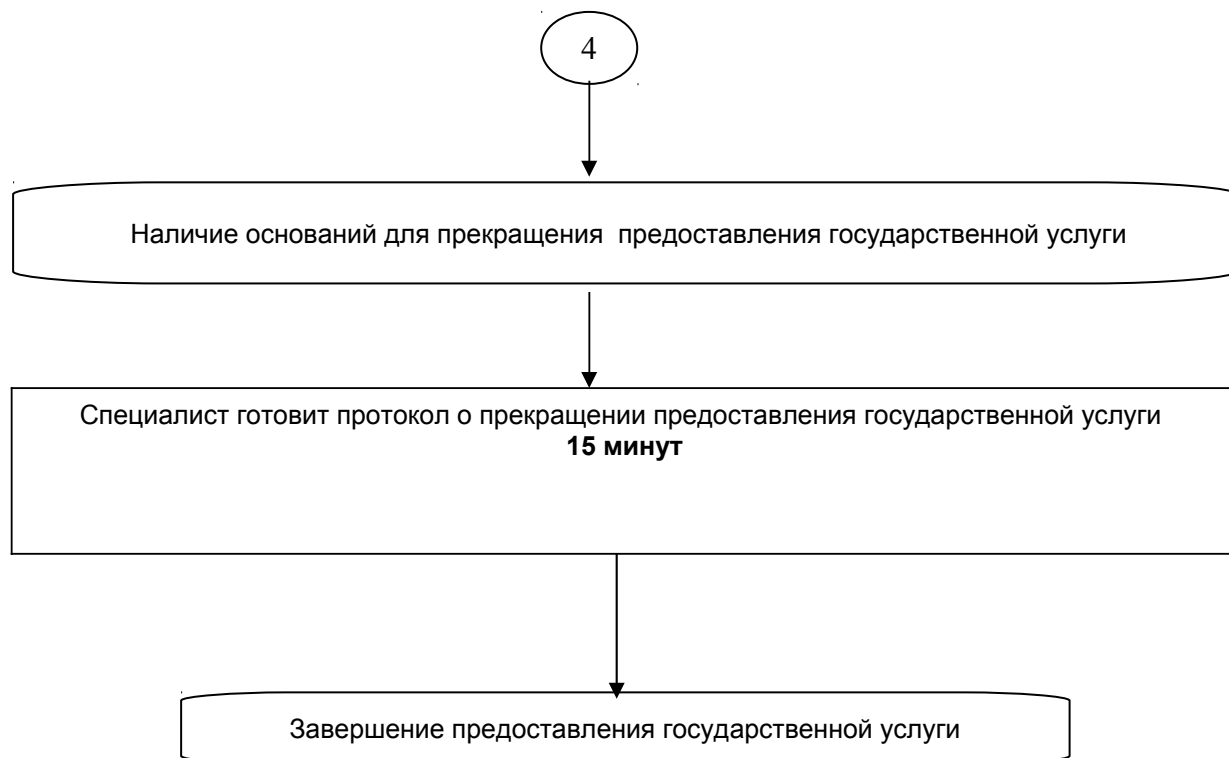 4
Наличие оснований для прекращения предоставления государственной услуги
Специалист готовит протокол о прекращении предоставления государственной услуги
15 минут
Завершение предоставления государственной услуги